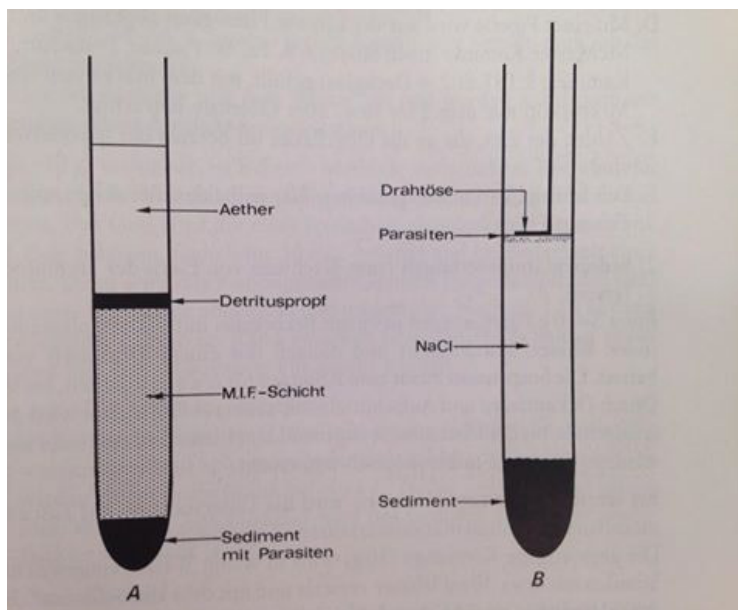 Aether
Detrituspropf
M.I.F.-Schicht
Sediment
mit Parasiten
A
Drahtöse
Parasiten
NaCl
Sediment
B